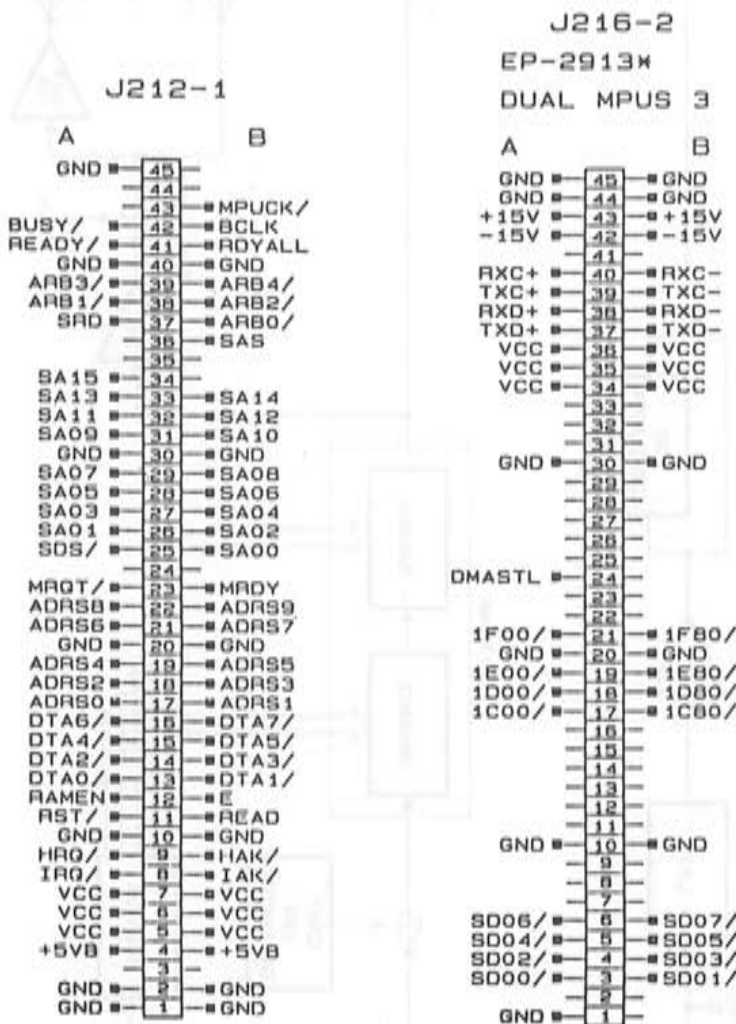 J212-1
A B
GND 45
44
43 MPUCK/
BUSY/ 42 BCLK
READY/ 41 RDYALL
GND 40 GND
ARB3/ 39 ARB4/
ARB1/ 38 ARB2/
SRD 37 ARB0/
36 SAS
35
SA15 34
SA13 33 SA14
SA11 32 SA12
SA09 31 SA10
GND 30 GND
SA07 29 SA08
SA05 28 SA06
SA03 27 SA04
SA01 26 SA02
SDS/ 25 SA00
24
MRQT/ 23 MRDY
ADRS8 22 ADRS9
ADRS6 21 ADRS7
GND 20 GND
ADRS4 19 ADRS5
ADRS2 18 ADRS3
ADRS0 17 ADRS1
DTA6/ 16 DTA7/
DTA4/ 15 DTA5/
DTA2/ 14 DTA3/
DTA0/ 13 DTA1/
RAMEN 12 E
RST/ 11 READ
GND 10 GND
HRQ/ 9 HAK/
IRQ/ 8 IAK/
VCC 7 VCC
VCC 6 VCC
VCC 5 VCC
+5VB 4 +5VB
3
GND 2 GND
GND 1 GND
J216-2
EP-2913*
DUAL MPUS 3
A B
GND 45 GND
GND 44 GND
+15V 43 +15V
-15V 42 -15V
41
RXC+ 40 RXC-
TXC+ 39 TXC-
RXD+ 38 RXD-
TXD+ 37 TXD-
VCC 36 VCC
VCC 35 VCC
VCC 34 VCC
33
32
31
GND 30 GND
29
28
27
26
25
DMASTL 24
23
22
1F00/ 21 1F80/
GND 20 GND
1E00/ 19 1E80/
1D00/ 18 1D80/
1C00/ 17 1C80/
16
15
14
13
12
11
GND 10 GND
9
8
7
SD06/ 6 SD07/
SD04/ 5 SD05/
SD02/ 4 SD03/
SD00/ 3 SD01/
2
GND 1